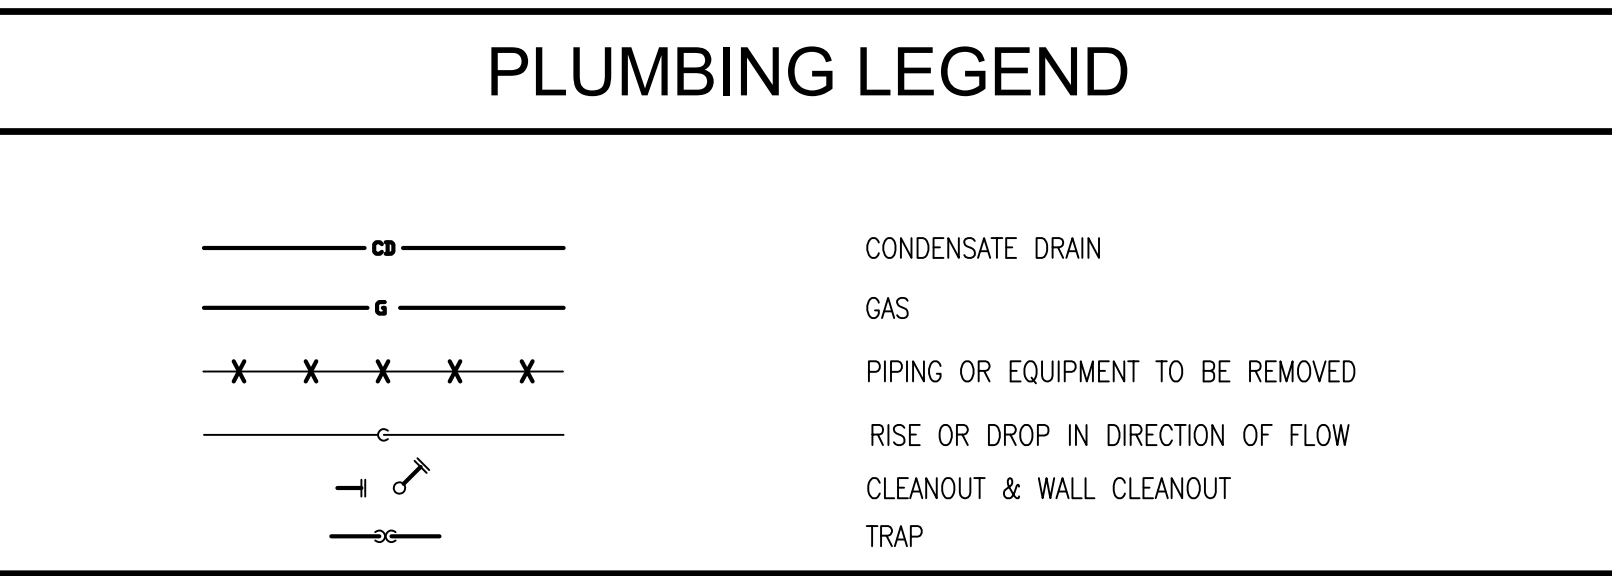 PLUMBING LEGEND
CD CONDENSATE DRAIN
G GAS
X X X X X PIPING OR EQUIPMENT TO BE REMOVED
RISE OR DROP IN DIRECTION OF FLOW
CLEANOUT & WALL CLEANOUT
TRAP